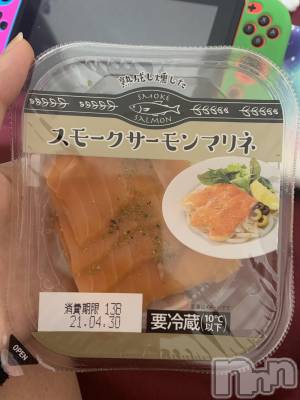 熟成し燻した
SMOKE
SALMON
スモークサーモンマリネ
消費期限 13B
21.04.30
要冷蔵 10℃以下
OPEN